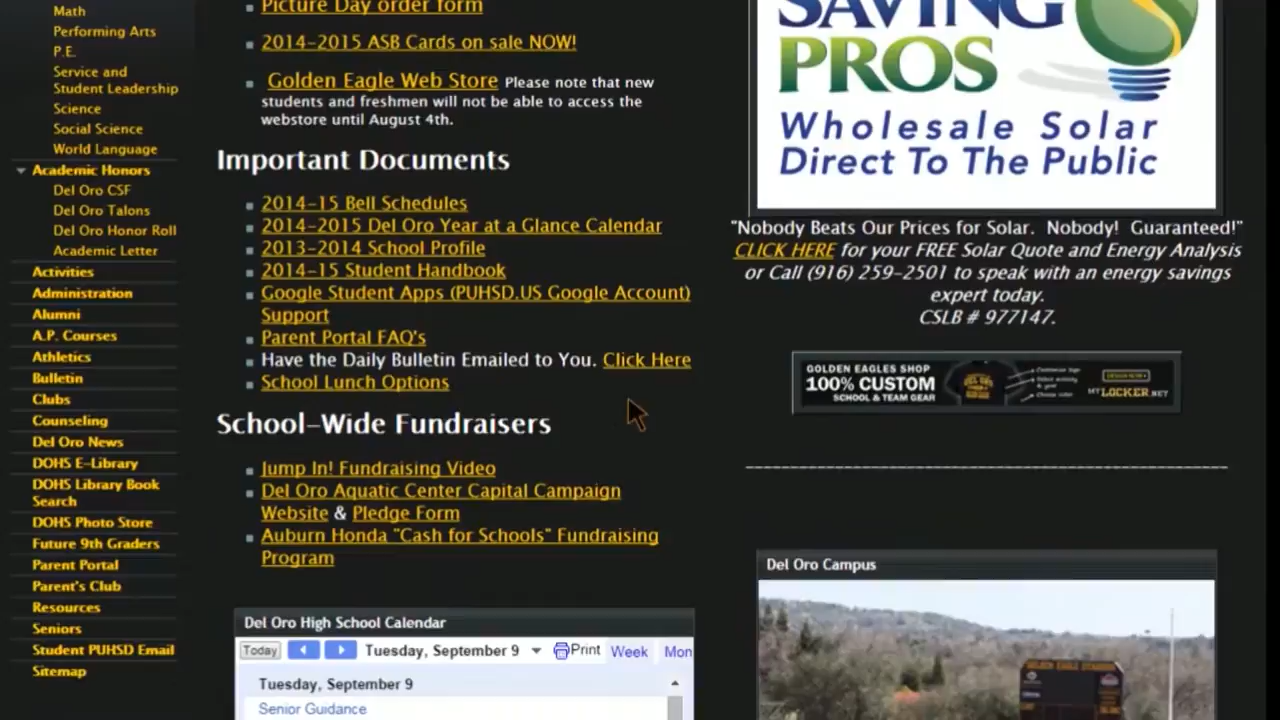 Math
Performing Arts
P.E.
Service and
Student Leadership
Science
Social Science
World Language
Academic Honors
Del Oro CSF
Del Oro Talons
Del Oro Honor Roll
Academic Letter
Activities
Administration
Alumni
A.P. Courses
Athletics
Bulletin
Clubs
Counseling
Del Oro News
DOHS E-Library
DOHS Library Book
Search
DOHS Photo Store
Future 9th Graders
Parent Portal
Parent's Club
Resources
Seniors
Student PUHSD Email
Sitemap
Picture Day order form
2014-2015 ASB Cards on sale NOW!
Golden Eagle Web Store Please note that new
students and freshmen will not be able to access the
webstore until August 4th.
Important Documents
2014-15 Bell Schedules
2014-2015 Del Oro Year at a Glance Calendar
2013-2014 School Profile
2014-15 Student Handbook
Google Student Apps (PUHSD.US Google Account)
Support
Parent Portal FAQ's
Have the Daily Bulletin Emailed to You. Click Here
School Lunch Options
School-Wide Fundraisers
Jump In! Fundraising Video
Del Oro Aquatic Center Capital Campaign
Website & Pledge Form
Auburn Honda "Cash for Schools" Fundraising
Program
Del Oro High School Calendar
Today Tuesday, September 9 Print Week Mon
Tuesday, September 9
Senior Guidance
SAVING
PROS
Wholesale Solar
Direct To The Public
"Nobody Beats Our Prices for Solar. Nobody! Guaranteed!"
CLICK HERE for your FREE Solar Quote and Energy Analysis
or Call (916) 259-2501 to speak with an energy savings
expert today.
CSLB # 977147.
GOLDEN EAGLES SHOP
100% CUSTOM
SCHOOL & TEAM GEAR
DEL ORO
MYLOCKER.NET
Del Oro Campus
GOLDEN EAGLE STADIUM